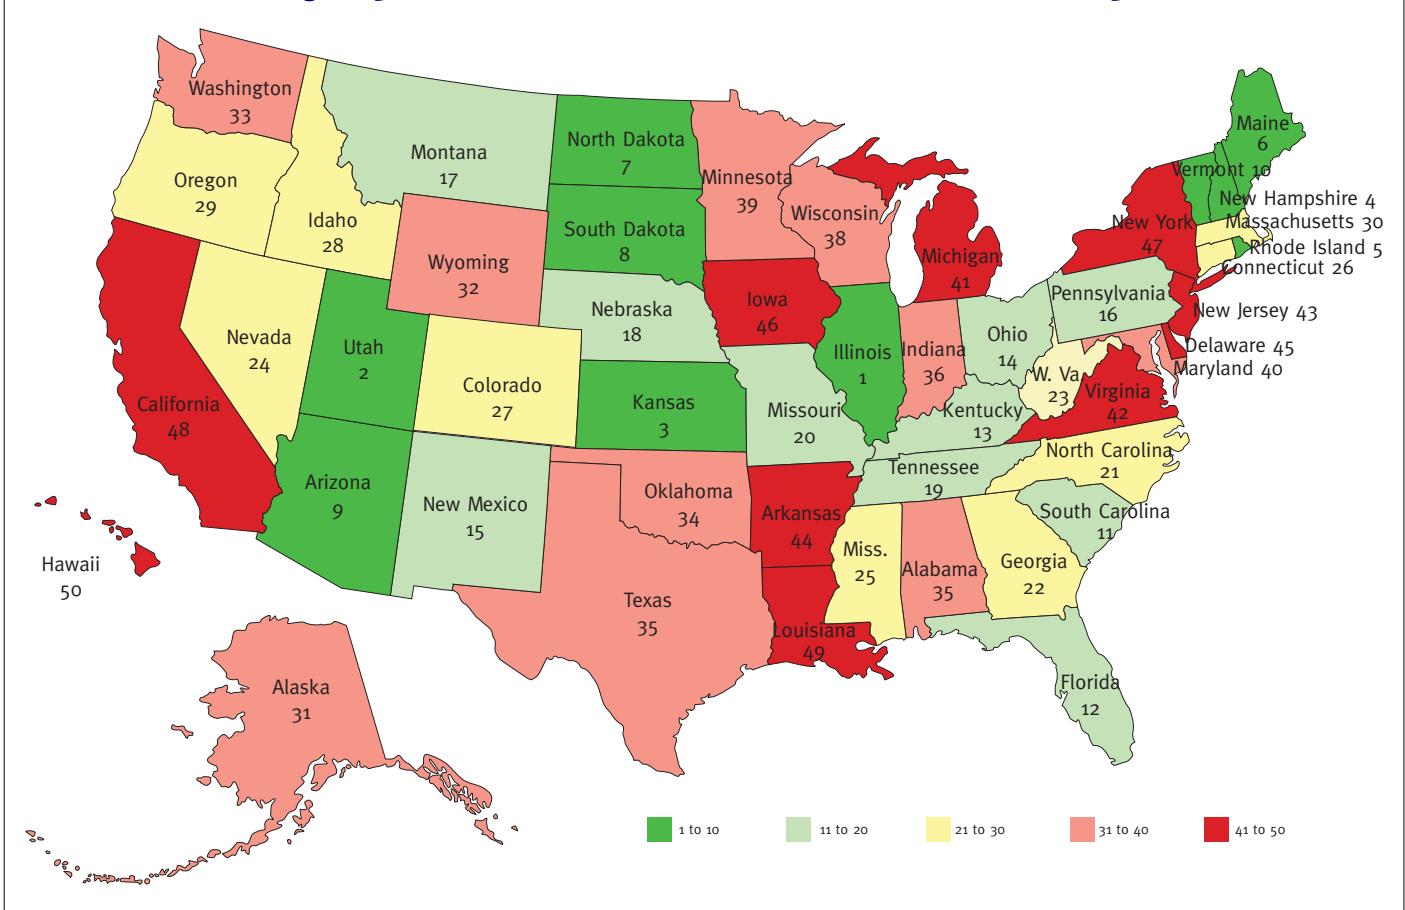 Washington
33
Oregon
29
California
48
Idaho
28
Nevada
24
Montana
17
Wyoming
32
Utah
2
Arizona
9
Colorado
27
New Mexico
15
North Dakota
7
South Dakota
8
Nebraska
18
Kansas
3
Oklahoma
34
Texas
35
Minnesota
39
Iowa
46
Missouri
20
Arkansas
44
Louisiana
49
Wisconsin
38
Illinois
1
Michigan
41
Indiana
36
Ohio
14
Kentucky
13
Tennessee
19
Miss.
25
Alabama
35
Georgia
22
Florida
12
South Carolina
11
North Carolina
21
Virginia
42
W. Va.
23
Pennsylvania
16
New York
47
Maine
6
Vermont 10
New Hampshire 4
Massachusetts 30
Rhode Island 5
Connecticut 26
New Jersey 43
Delaware 45
Maryland 40
Hawaii
50
Alaska
31
1 to 10
11 to 20
21 to 30
31 to 40
41 to 50